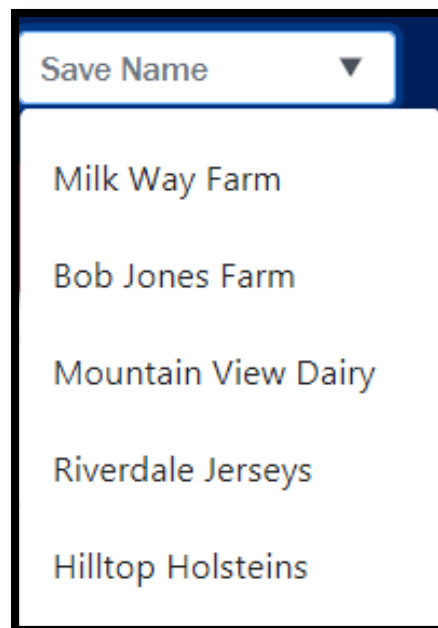 Save Name
Milk Way Farm
Bob Jones Farm
Mountain View Dairy
Riverdale Jerseys
Hilltop Holsteins